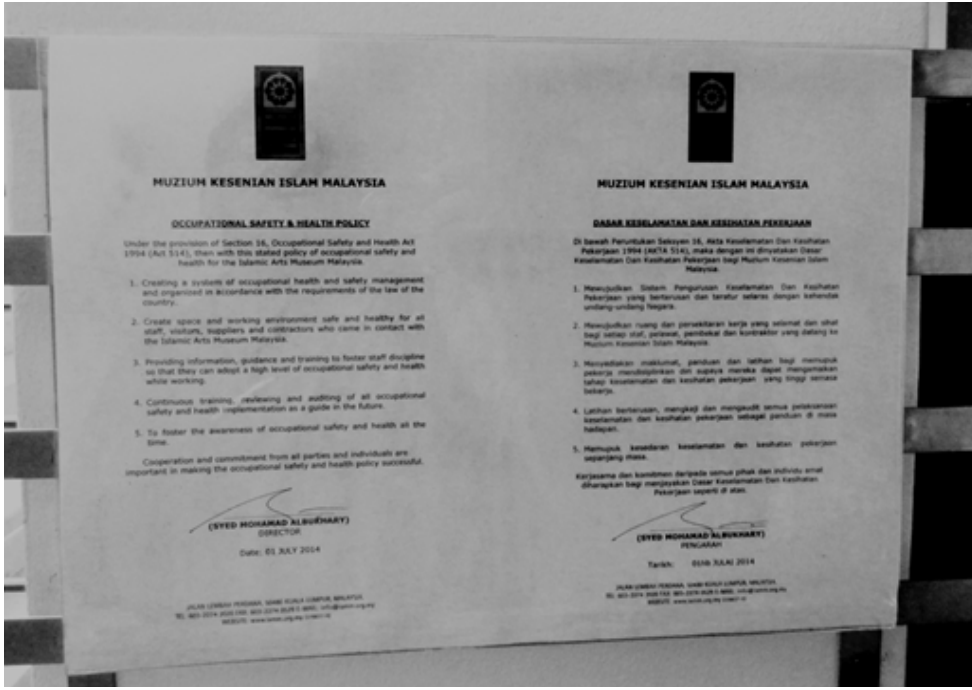 MUZIUM KESENIAN ISLAM MALAYSIA
OCCUPATIONAL SAFETY & HEALTH POLICY
Under the provision of Section 16, Occupational Safety and Health Act
1994 (Act 514), then with this stated policy of occupational safety and
health for the Islamic Arts Museum Malaysia.
1. Creating a system of occupational health and safety management
and organized in accordance with the requirements of the law of the
country.
2. Create space and working environment safe and healthy for all
staff, visitors, suppliers and contractors who came in contact with
the Islamic Arts Museum Malaysia.
3. Providing information, guidance and training to foster staff discipline
so that they can adopt a high level of occupational safety and health
while working.
4. Continuous training, reviewing and auditing of all occupational
safety and health implementation as a guide in the future.
5. To foster the awareness of occupational safety and health all the
time.
Cooperation and commitment from all parties and individuals are
important in making the occupational safety and health policy successful.
(SYED MOHAMAD ALBUKHARY)
DIRECTOR
Date: 01 JULY 2014
JALAN LEMBAH PERDANA, 50480 KUALA LUMPUR, MALAYSIA.
MUZIUM KESENIAN ISLAM MALAYSIA
DASAR KESELAMATAN DAN KESIHATAN PEKERJAAN
Di bawah Peruntukan Seksyen 16, Akta Keselamatan Dan Kesihatan
Pekerjaan 1994 (AKTA 514), maka dengan ini dinyatakan Dasar
Keselamatan Dan Kesihatan Pekerjaan bagi Muzium Kesenian Islam
Malaysia.
1. Mewujudkan Sistem Pengurusan Keselamatan Dan Kesihatan
Pekerjaan yang berterusan dan teratur selaras dengan kehendak
undang-undang Negara.
2. Mewujudkan ruang dan persekitaran kerja yang selamat dan sihat
bagi setiap staf, pelawat, pembekal dan kontraktor yang datang ke
Muzium Kesenian Islam Malaysia.
3. Menyediakan maklumat, panduan dan latihan bagi memupuk
pekerja mendisiplinkan diri supaya mereka dapat mengamalkan
tahap keselamatan dan kesihatan pekerjaan yang tinggi semasa
bekerja.
4. Latihan berterusan, mengkaji dan mengaudit semua pelaksanaan
keselamatan dan kesihatan pekerjaan sebagai panduan di masa
hadapan.
5. Memupuk kesedaran keselamatan dan kesihatan pekerjaan
sepanjang masa.
Kerjasama dan komitmen daripada semua pihak dan individu amat
diharapkan bagi menjayakan Dasar Keselamatan Dan Kesihatan
Pekerjaan seperti di atas.
(SYED MOHAMAD ALBUKHARY)
PENGARAH
Tarikh: 01hb JULAI 2014
JALAN LEMBAH PERDANA, 50480 KUALA LUMPUR, MALAYSIA.